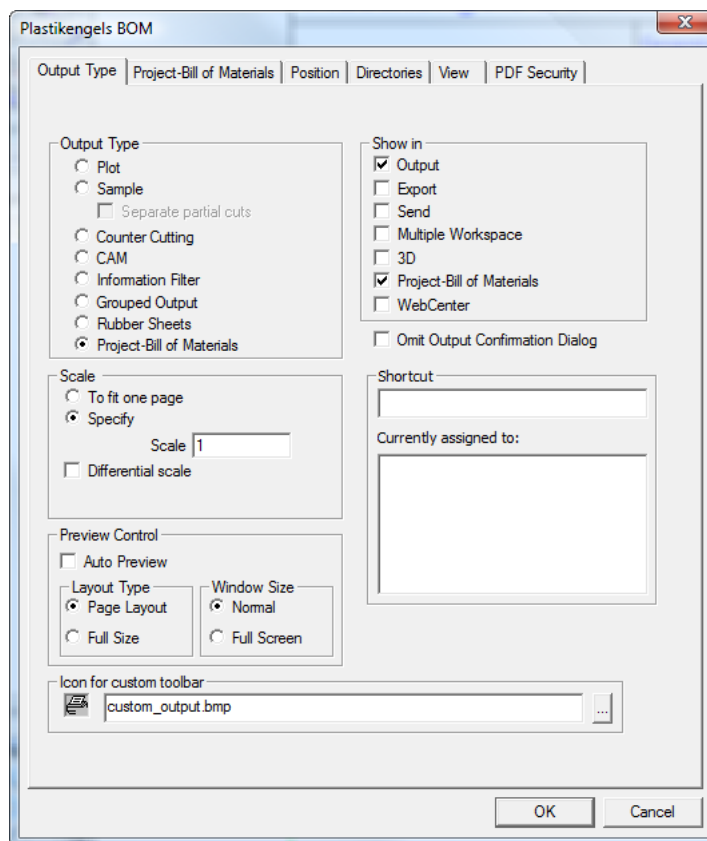 Plastikengels BOM
Output Type Project-Bill of Materials Position Directories View PDF Security
Output Type
Plot
Sample
Separate partial cuts
Counter Cutting
CAM
Information Filter
Grouped Output
Rubber Sheets
Project-Bill of Materials
Show in
Output
Export
Send
Multiple Workspace
3D
Project-Bill of Materials
WebCenter
Omit Output Confirmation Dialog
Scale
To fit one page
Specify
Scale 1
Differential scale
Shortcut
Currently assigned to:
Preview Control
Auto Preview
Layout Type
Page Layout
Full Size
Window Size
Normal
Full Screen
Icon for custom toolbar
custom_output.bmp
...
OK Cancel